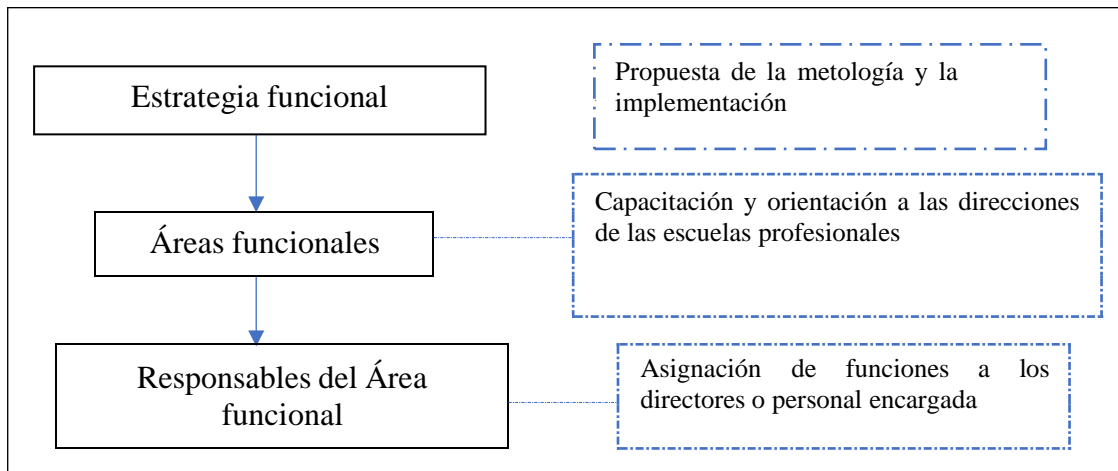 Estrategia funcional
Propuesta de la metología y la
implementación
Áreas funcionales
Capacitación y orientación a las direcciones
de las escuelas profesionales
Responsables del Área
funcional
Asignación de funciones a los
directores o personal encargada